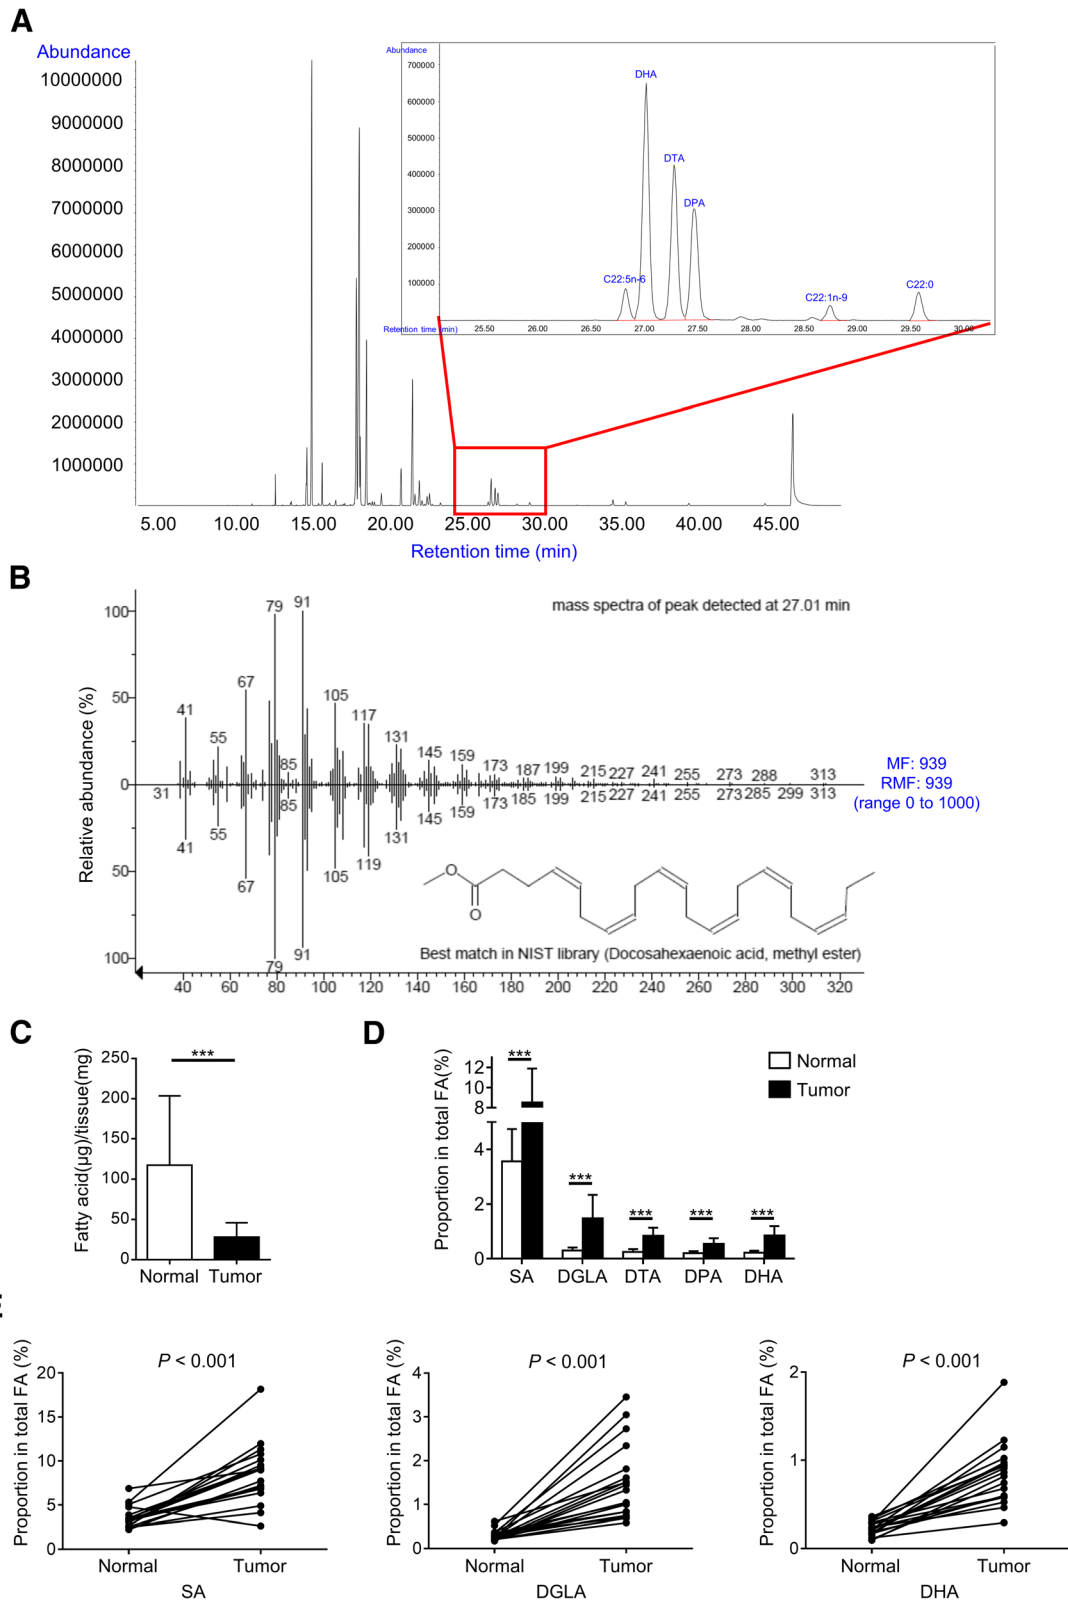 A
Abundance
10000000
9000000
8000000
7000000
6000000
5000000
4000000
3000000
2000000
1000000
5.00 10.00 15.00 20.00 25.00 30.00 35.00 40.00 45.00
Retention time (min)
Abundance
700000
600000
500000
400000
300000
200000
100000
DHA
DTA
DPA
C22:5n-6
C22:1n-9
C22:0
Retention time (min) 25.50 26.00 26.50 27.00 27.50 28.00 28.50 29.00 29.50 30.00
B
mass spectra of peak detected at 27.01 min
Relative abundance (%)
100
50
0
50
100
79 91
67
105
41
117
55
131
85
145 159 173 187 199 215 227 241 255 273 288 313
31
85
145 159 173 185 199 215 227 241 255 273 285 299 313
55
131
41
119
67
105
91
79
O
O
MF: 939
RMF: 939
(range 0 to 1000)
Best match in NIST library (Docosahexaenoic acid, methyl ester)
40 60 80 100 120 140 160 180 200 220 240 260 280 300 320
C
Fatty acid(μg)/tissue(mg)
250
200
150
100
50
0
***
Normal Tumor
D
Proportion in total FA(%)
12
10
8
4
2
0
*** *** *** *** ***
SA DGLA DTA DPA DHA
Normal
Tumor
E
Proportion in total FA (%)
P < 0.001
20
15
10
5
0
Normal Tumor
SA
Proportion in total FA (%)
P < 0.001
4
3
2
1
0
Normal Tumor
DGLA
Proportion in total FA (%)
P < 0.001
2
1
0
Normal Tumor
DHA